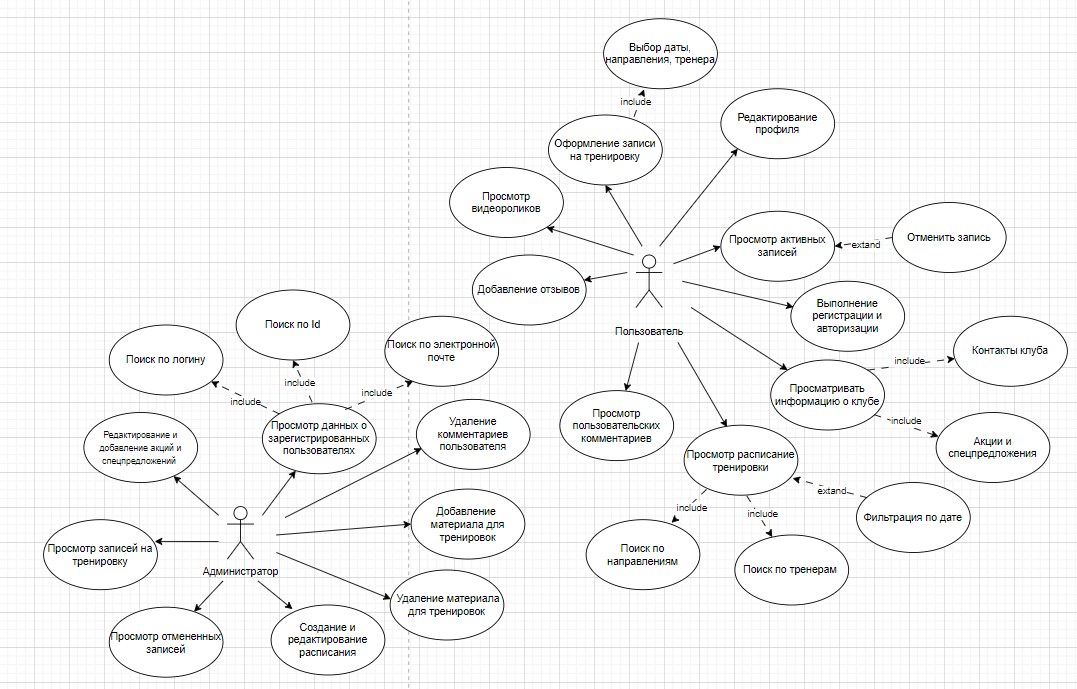 Выбор даты,
направления, тренера
include
Оформление записи
на тренировку
Редактирование
профиля
Просмотр
видеороликов
Просмотр активных
записей
extand
Отменить запись
Добавление отзывов
Пользователь
Выполнение
регистрации и
авторизации
Просматривать
информацию о клубе
include
Контакты клуба
include
Акции и
спецпредложения
Просмотр
пользовательских
комментариев
Просмотр расписание
тренировки
extand
Фильтрация по дате
include
include
Поиск по
направлениям
Поиск по тренерам
Поиск по Id
Поиск по логину
Поиск по электронной
почте
include
include
include
Просмотр данных о
зарегистрированных
пользователях
Редактирование и
добавление акций и
спецпредложений
Удаление
комментариев
пользователя
Добавление
материала для
тренировок
Просмотр записей на
тренировку
Администратор
Удаление материала
для тренировок
Просмотр отмененных
записей
Создание и
редактирование
расписания